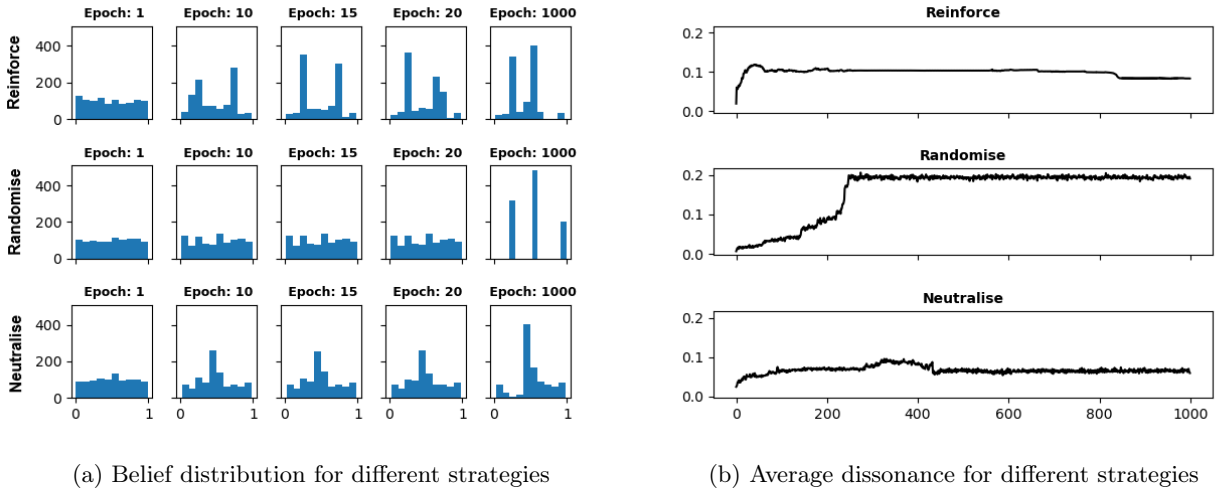 Epoch: 1 Epoch: 10 Epoch: 15 Epoch: 20 Epoch: 1000
Reinforce
400
200
0
Epoch: 1 Epoch: 10 Epoch: 15 Epoch: 20 Epoch: 1000
Randomise
400
200
0
Epoch: 1 Epoch: 10 Epoch: 15 Epoch: 20 Epoch: 1000
Neutralise
400
200
0
0 1 0 1 0 1 0 1 0 1
(a) Belief distribution for different strategies
Reinforce
0.2
0.1
0.0
Randomise
0.2
0.1
0.0
Neutralise
0.2
0.1
0.0
0 200 400 600 800 1000
(b) Average dissonance for different strategies